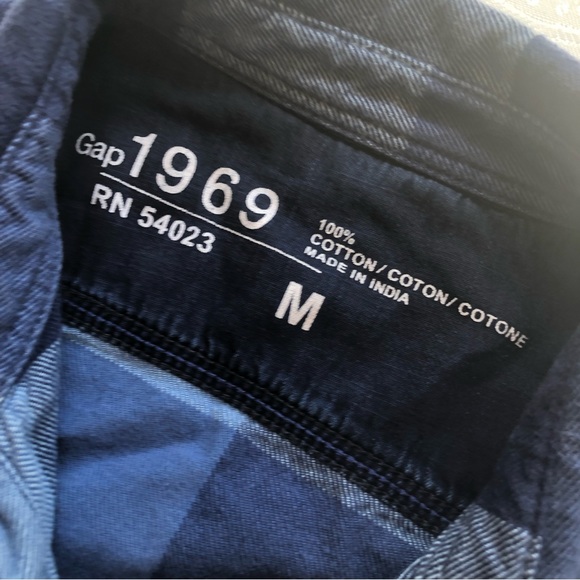 Gap 1969
RN 54023
100%
COTTON/COTON/COTONE
MADE IN INDIA
M